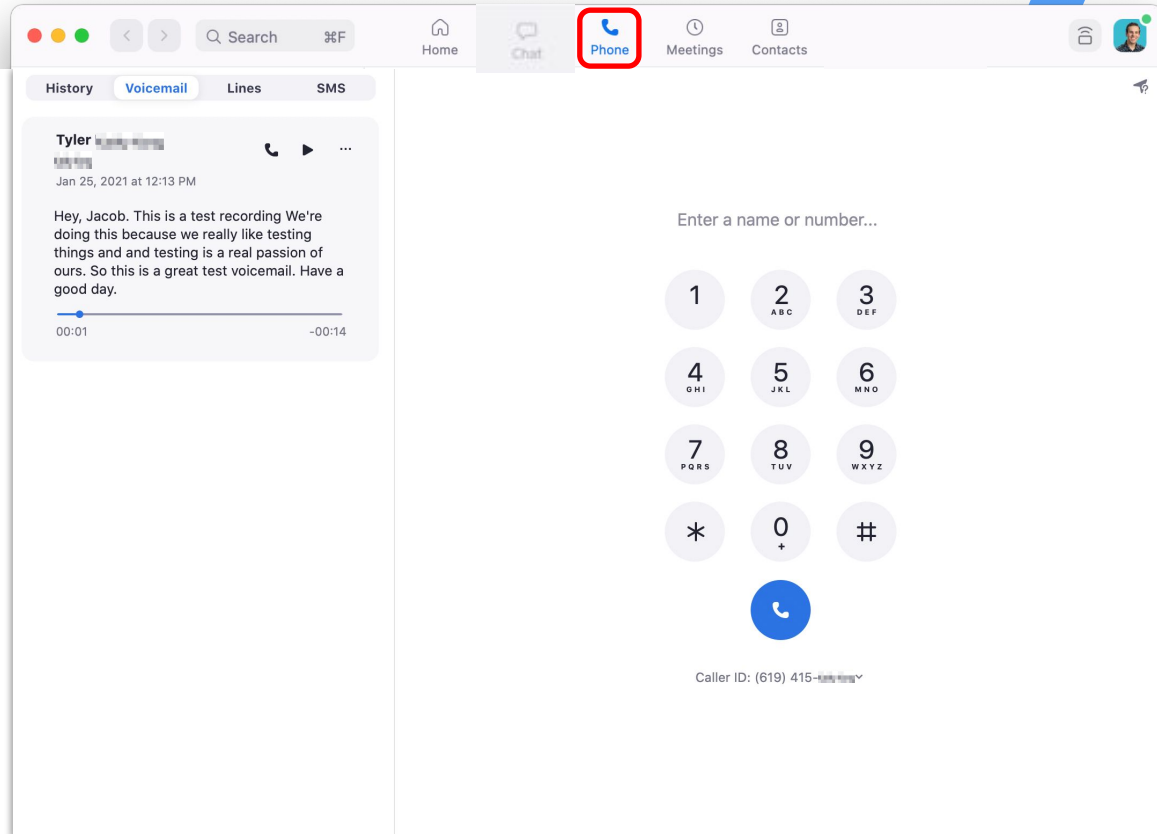 Search ⌘F
Home
Chat
Phone
Meetings
Contacts
History Voicemail Lines SMS
Tyler
Jan 25, 2021 at 12:13 PM
Hey, Jacob. This is a test recording We're
doing this because we really like testing
things and and testing is a real passion of
ours. So this is a great test voicemail. Have a
good day.
00:01 -00:14
Enter a name or number...
1 2 3
ABC DEF
4 5 6
GHI JKL MNO
7 8 9
PQRS TUV WXYZ
* 0 #
+
Caller ID: (619) 415-